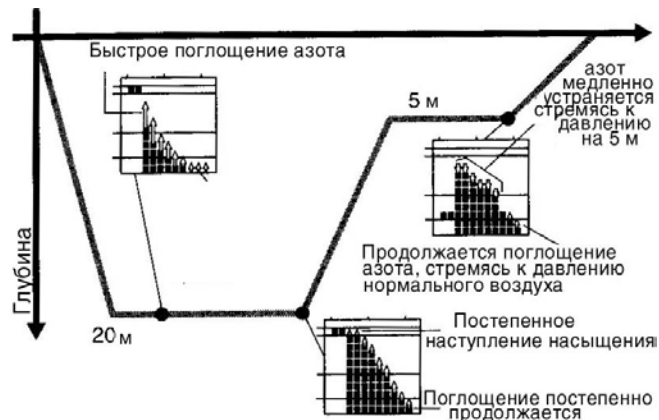 Быстрое поглощение азота
5 м
азот
медленно
устраняется
стремясь к
давлению
на 5 м
Продолжается поглощение
азота, стремясь к давлению
нормального воздуха
Глубина
20 м
Постепенное
наступление насыщения
Поглощение постепенно
продолжается